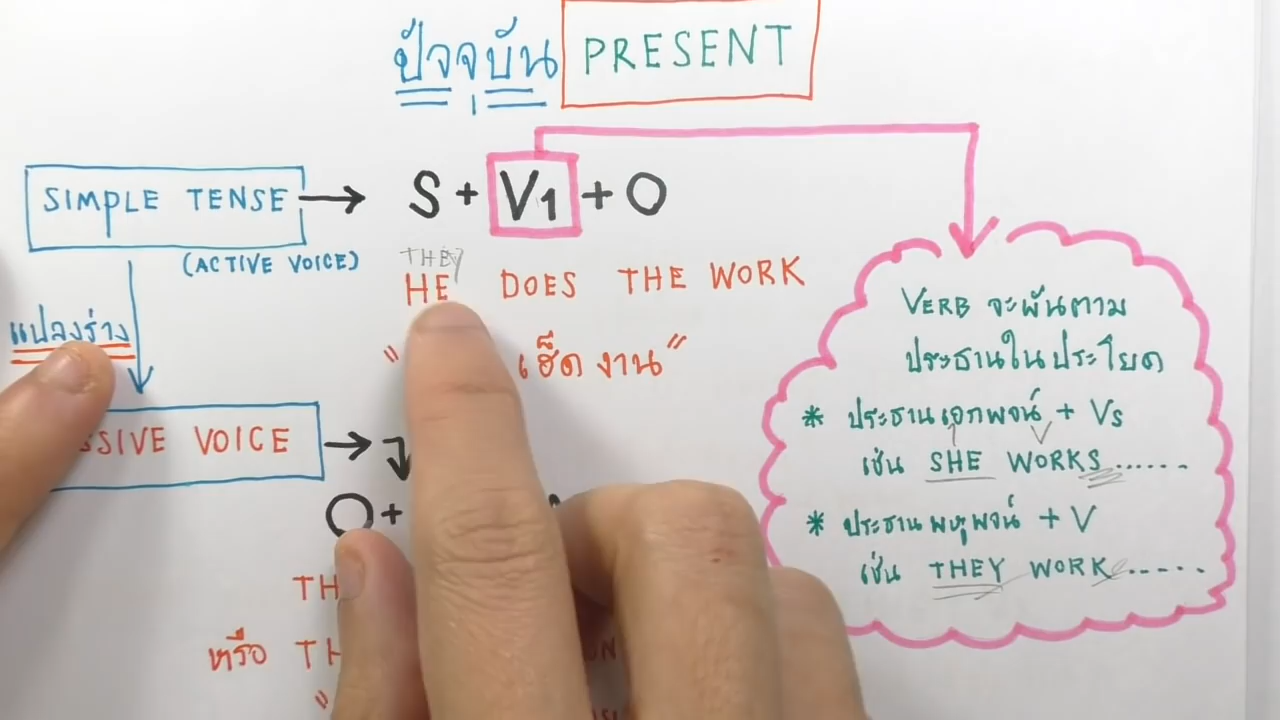 ปัจจุบัน PRESENT
SIMPLE TENSE → S + V1 + O
(ACTIVE VOICE)
THEY
HE DOES THE WORK
แปลงร่าง
" เฮ็ดงาน"
SSIVE VOICE →
O +
TH
หรือ TH
"
VERB จะผันตาม
ประธานในประโยค
* ประธานเอกพจน์ + Vs
เช่น SHE WORKS......
* ประธานพหูพจน์ + V
เช่น THEY WORK.....